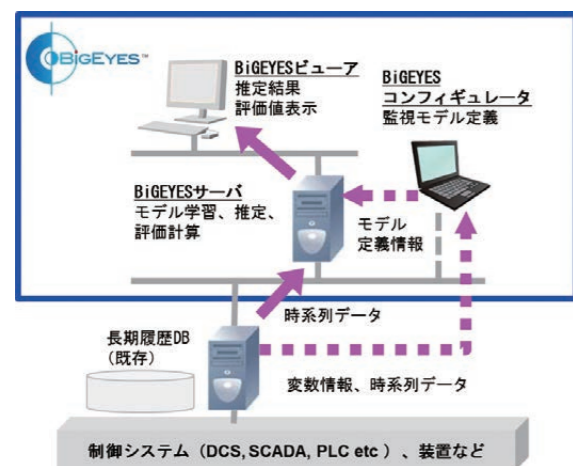 BiGEYES™
BiGEYESビューア
推定結果
評価値表示
BiGEYES
コンフィギュレータ
監視モデル定義
BiGEYESサーバ
モデル学習、推定、
評価計算
モデル
定義情報
時系列データ
長期履歴DB
（既存）
変数情報、時系列データ
制御システム（DCS, SCADA, PLC etc）、装置など